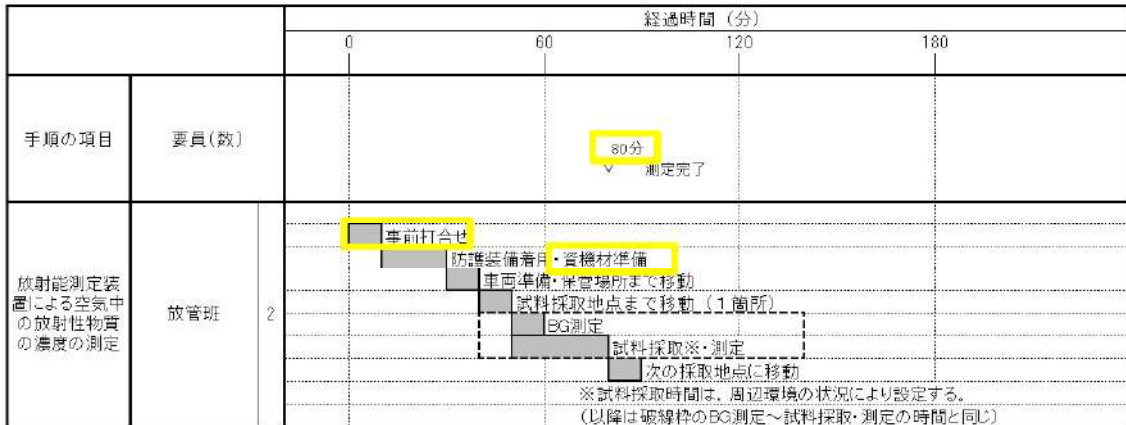 経過時間（分）
0 60 120 180
手順の項目 要員(数)
80分
測定完了
放射能測定装
置による空気中
の放射性物質
の濃度の測定
放管班 2
事前打合せ
防護装備着用・資機材準備
車両準備・保管場所まで移動
試料採取地点まで移動（1箇所）
BG測定
試料採取※・測定
次の採取地点に移動
※試料採取時間は，周辺環境の状況により設定する。
（以降は破線枠のBG測定～試料採取・測定の時間と同じ）